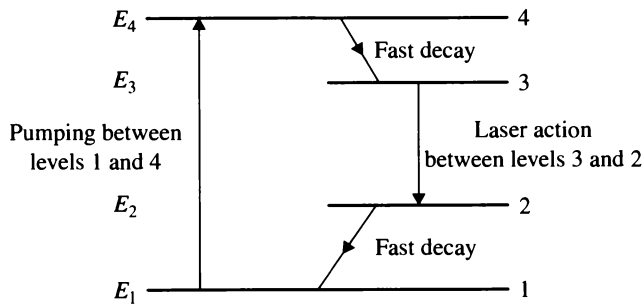 E4 4
Fast decay
E3 3
Pumping between
levels 1 and 4
Laser action
between levels 3 and 2
E2 2
Fast decay
E1 1